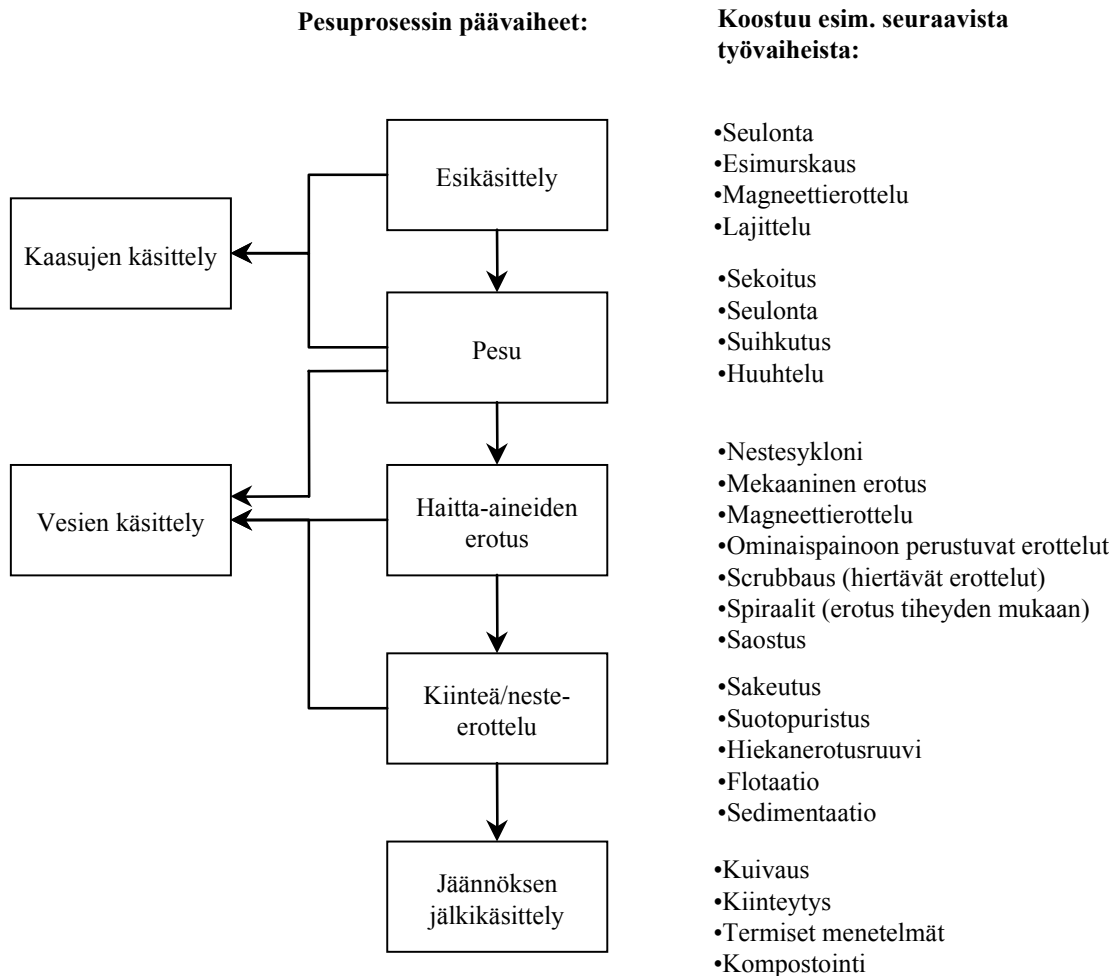 Pesuprosessin päävaiheet:
Koostuu esim. seuraavista
työvaiheista:
Esikäsittely
•Seulonta
•Esimurskaus
•Magneettierottelu
•Lajittelu
Kaasujen käsittely
Pesu
•Sekoitus
•Seulonta
•Suihkutus
•Huuhtelu
Vesien käsittely
Haitta-aineiden
erotus
•Nestesykloni
•Mekaaninen erotus
•Magneettierottelu
•Ominaispainoon perustuvat erottelut
•Scrubbaus (hiertävät erottelut)
•Spiraalit (erotus tiheyden mukaan)
•Saostus
Kiinteä/neste-
erottelu
•Sakeutus
•Suotopuristus
•Hiekanerotusruuvi
•Flotaatio
•Sedimentaatio
Jäännöksen
jälkikäsittely
•Kuivaus
•Kiinteytys
•Termiset menetelmät
•Kompostointi